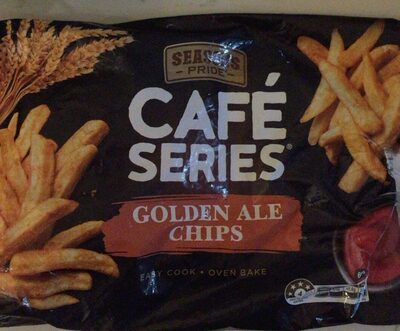 SEASONS
PRIDE
CAFÉ
SERIES®
GOLDEN ALE
CHIPS
EASY COOK • OVEN BAKE